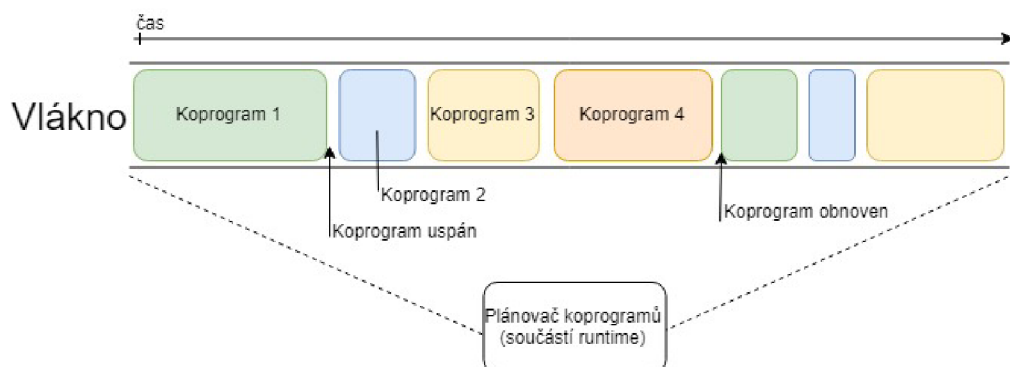 čas
Vlákno
Koprogram 1
Koprogram 3
Koprogram 4
Koprogram 2
Koprogram uspán
Koprogram obnoven
Plánovač koprogramů
(součástí runtime)